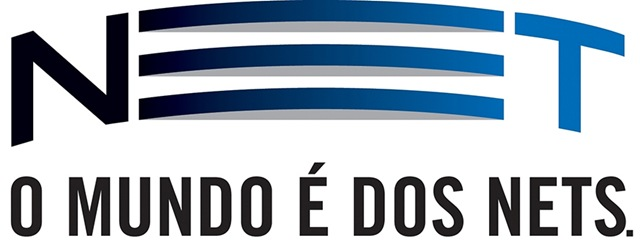 NET
O MUNDO É DOS NETS.